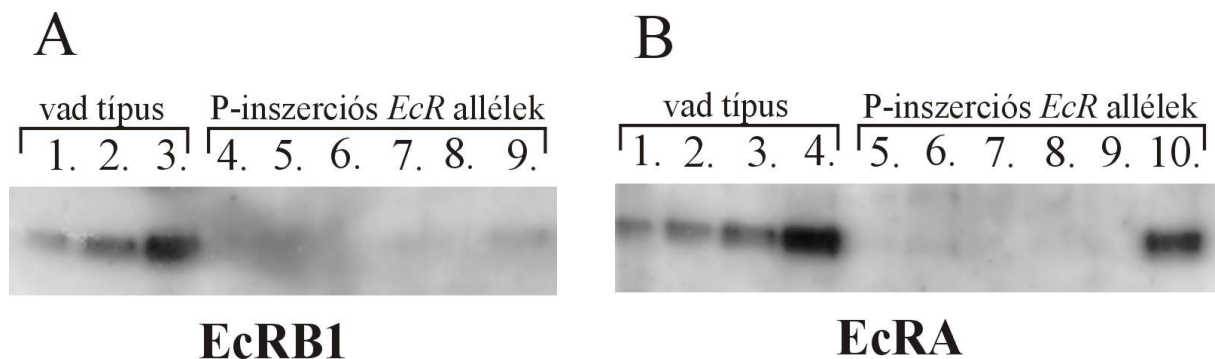 A
vad típus P-inszerciós EcR allélek
1. 2. 3. 4. 5. 6. 7. 8. 9.
EcRB1
B
vad típus P-inszerciós EcR allélek
1. 2. 3. 4. 5. 6. 7. 8. 9. 10.
EcRA